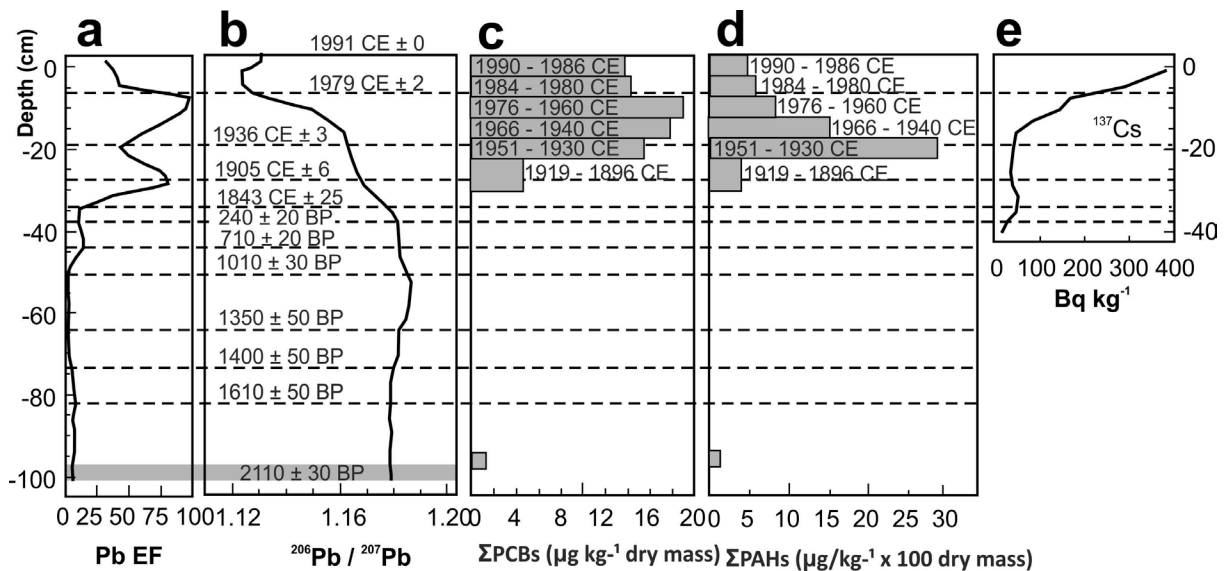 a b c d e
Depth (cm)
0
-20
-40
-60
-80
-100
0 25 50 75 100
Pb EF
1991 CE ± 0
1979 CE ± 2
1936 CE ± 3
1905 CE ± 6
1843 CE ± 25
240 ± 20 BP
710 ± 20 BP
1010 ± 30 BP
1350 ± 50 BP
1400 ± 50 BP
1610 ± 50 BP
2110 ± 30 BP
1.12 1.16 1.20
²⁰⁶Pb / ²⁰⁷Pb
1990 - 1986 CE
1984 - 1980 CE
1976 - 1960 CE
1966 - 1940 CE
1951 - 1930 CE
1919 - 1896 CE
0 4 8 12 16 20
ΣPCBs (µg kg-¹ dry mass)
1990 - 1986 CE
1984 - 1980 CE
1976 - 1960 CE
1966 - 1940 CE
1951 - 1930 CE
1919 - 1896 CE
0 5 10 15 20 25 30
ΣPAHs (µg/kg-¹ x 100 dry mass)
¹³⁷Cs
0
-20
-40
0 100 200 300 400
Bq kg-¹